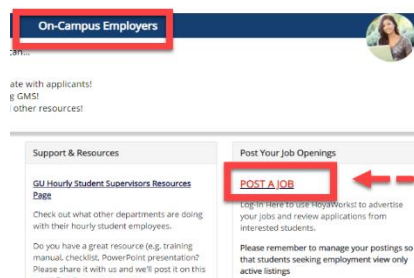 On-Campus Employers
can...
ate with applicants!
g GMS!
other resources!
Support & Resources
GU Hourly Student Supervisors Resources
Page
Check out what other departments are doing
with their hourly student employees.
Do you have a great resource (e.g. training
manual, checklist, PowerPoint presentation?
Please share it with us and we'll post it on this
Post Your Job Openings
POST A JOB
Log-In Here to use HoyaWorks! to advertise
your jobs and review applications from
interested students.
Please remember to manage your postings so
that students seeking employment view only
active listings